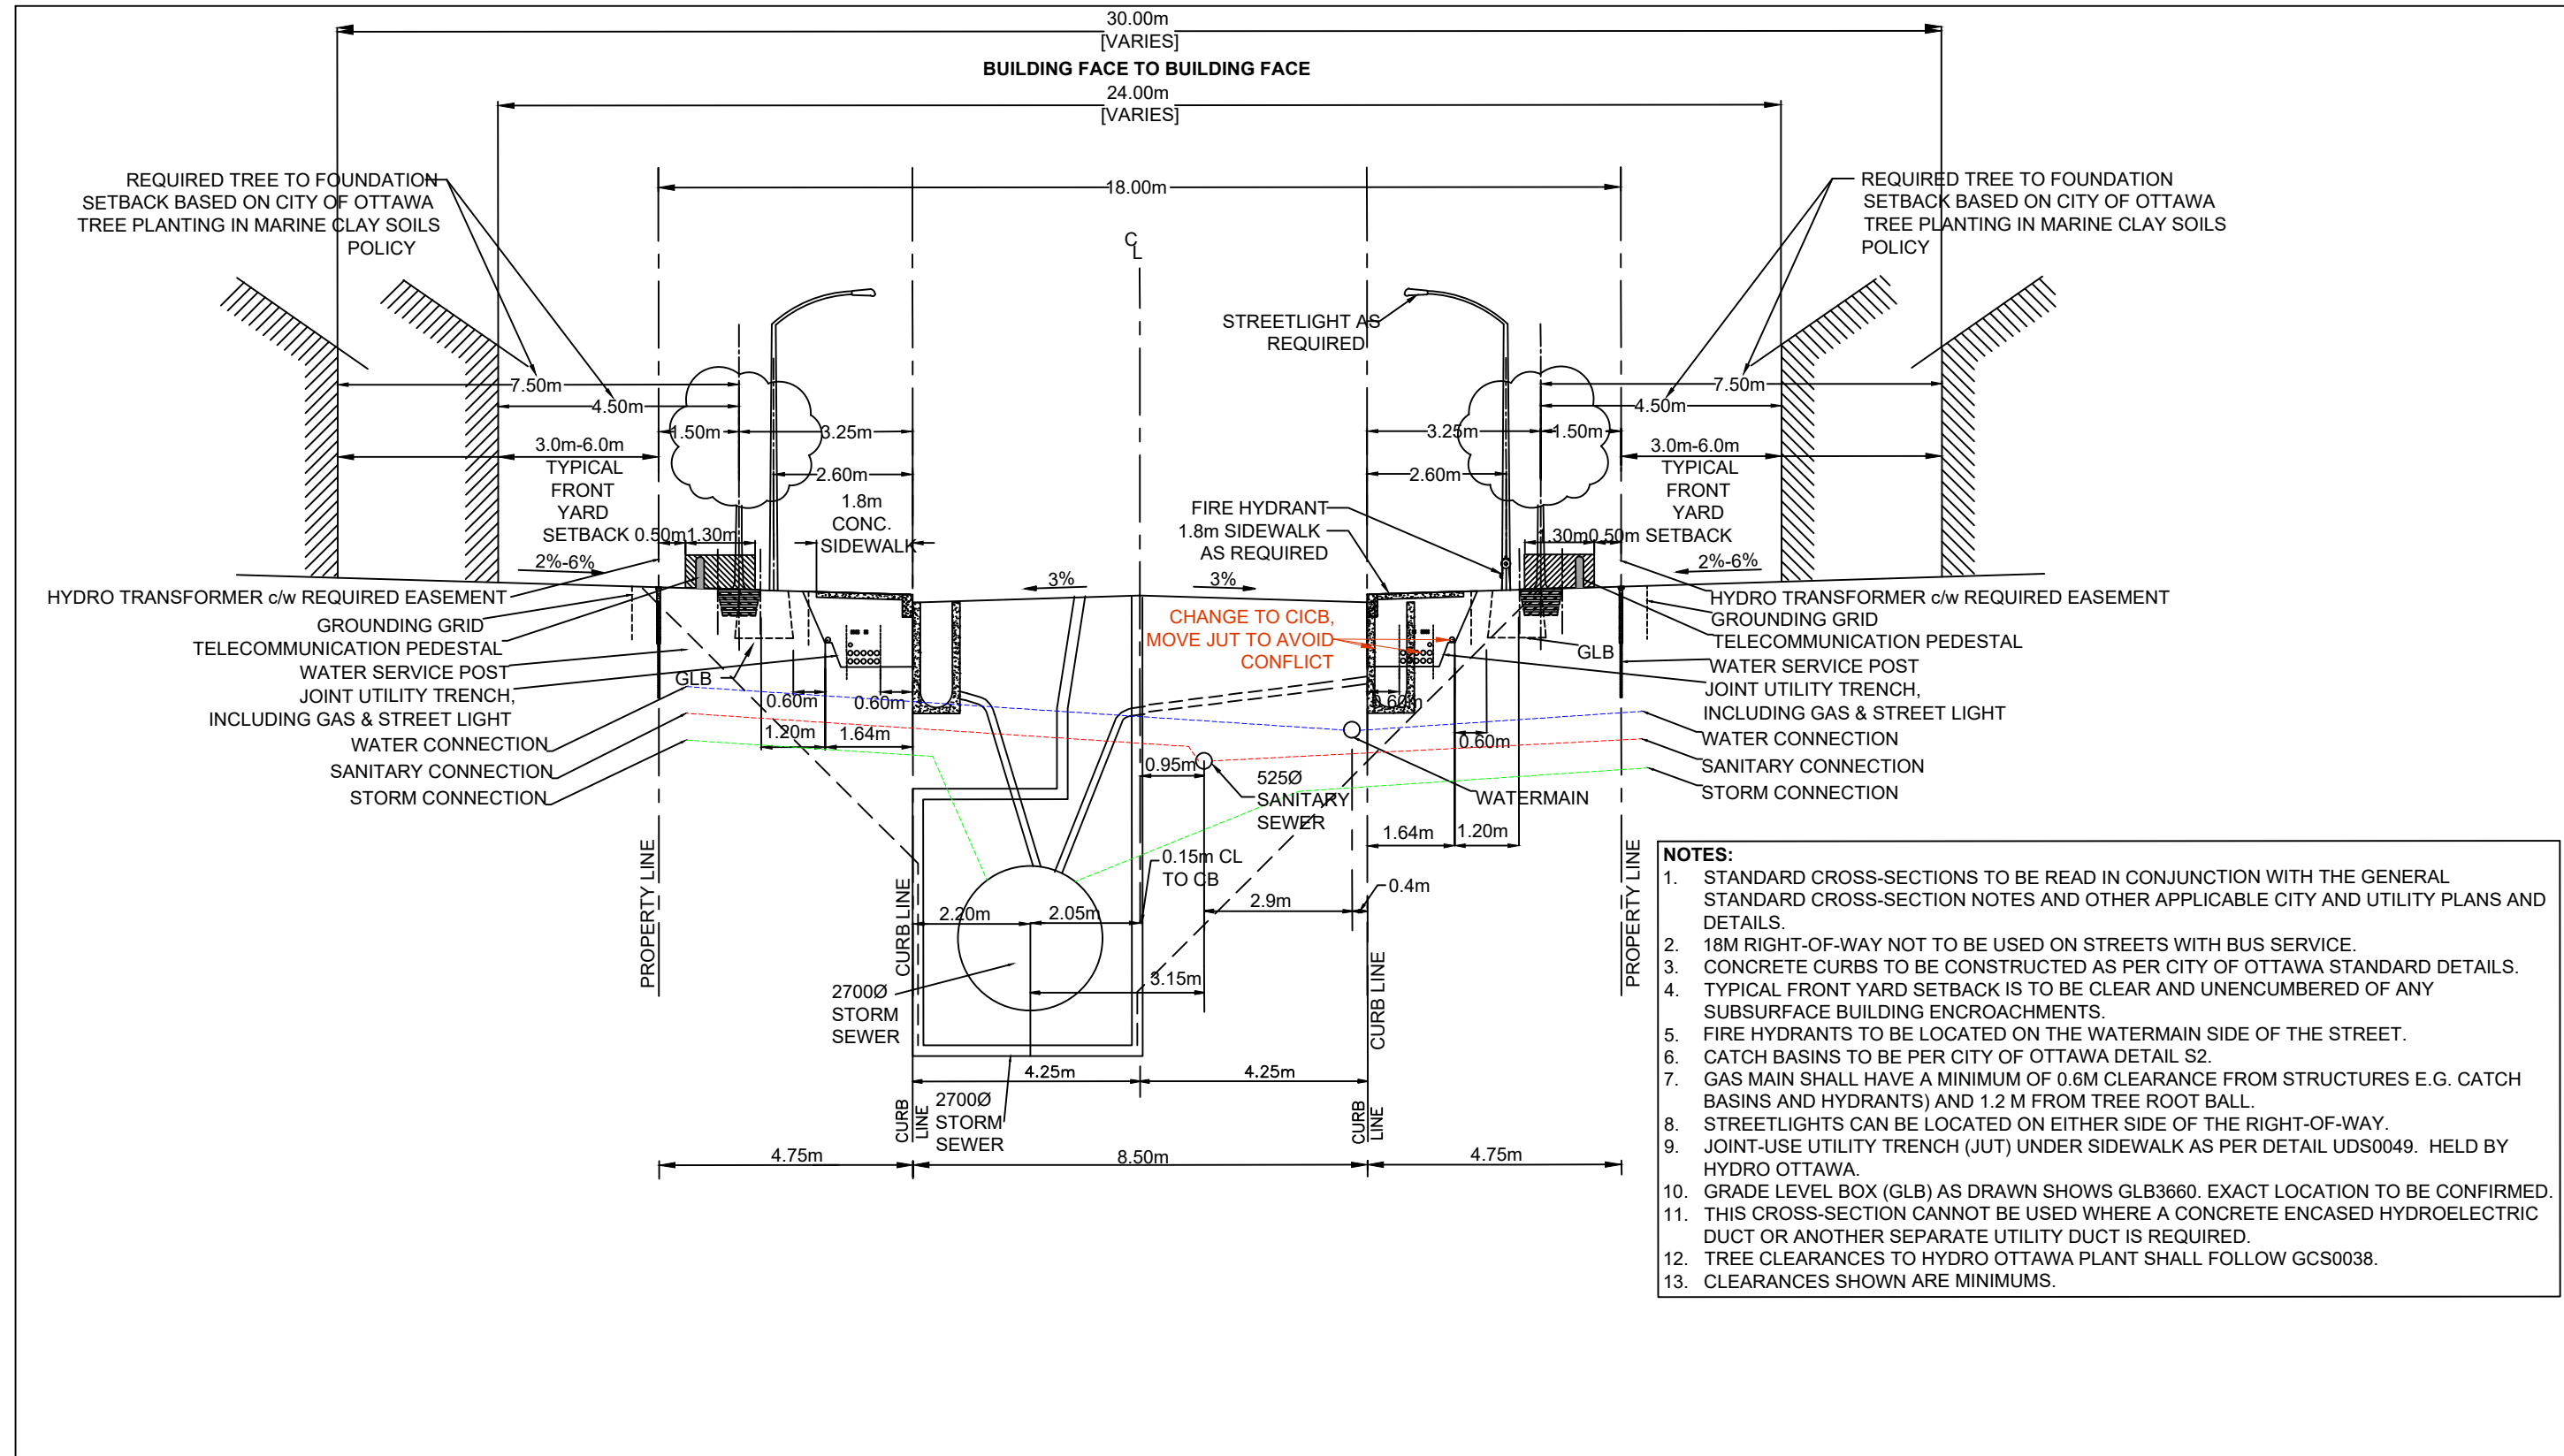 30.00m
[VARIES]
BUILDING FACE TO BUILDING FACE
24.00m
[VARIES]
18.00m
REQUIRED TREE TO FOUNDATION
SETBACK BASED ON CITY OF OTTAWA
TREE PLANTING IN MARINE CLAY SOILS
POLICY
REQUIRED TREE TO FOUNDATION
SETBACK BASED ON CITY OF OTTAWA
TREE PLANTING IN MARINE CLAY SOILS
POLICY
CL
STREETLIGHT AS
REQUIRED
7.50m
4.50m
1.50m
3.25m
2.60m
3.0m-6.0m
TYPICAL
FRONT
YARD
SETBACK
0.50m
1.30m
1.8m
CONC.
SIDEWALK
2%-6%
3%
3%
7.50m
4.50m
3.25m
1.50m
2.60m
3.0m-6.0m
TYPICAL
FRONT
YARD
SETBACK
1.30m
0.50m
2%-6%
FIRE HYDRANT
1.8m SIDEWALK
AS REQUIRED
CHANGE TO CICB,
MOVE JUT TO AVOID
CONFLICT
HYDRO TRANSFORMER c/w REQUIRED EASEMENT
GROUNDING GRID
TELECOMMUNICATION PEDESTAL
WATER SERVICE POST
JOINT UTILITY TRENCH,
INCLUDING GAS & STREET LIGHT
WATER CONNECTION
SANITARY CONNECTION
STORM CONNECTION
GLB
0.60m
0.60m
1.20m
1.64m
HYDRO TRANSFORMER c/w REQUIRED EASEMENT
GROUNDING GRID
TELECOMMUNICATION PEDESTAL
GLB
WATER SERVICE POST
JOINT UTILITY TRENCH,
INCLUDING GAS & STREET LIGHT
WATER CONNECTION
SANITARY CONNECTION
STORM CONNECTION
0.60m
0.60m
0.95m
525Ø
SANITARY
SEWER
WATERMAIN
1.64m
1.20m
0.15m CL
TO CB
0.4m
2.9m
2.20m
2.05m
3.15m
PROPERTY LINE
CURB LINE
CURB LINE
PROPERTY LINE
2700Ø
STORM
SEWER
4.25m
4.25m
2700Ø
STORM
SEWER
CURB
LINE
CURB
LINE
4.75m
8.50m
4.75m
NOTES:
1. STANDARD CROSS-SECTIONS TO BE READ IN CONJUNCTION WITH THE GENERAL
STANDARD CROSS-SECTION NOTES AND OTHER APPLICABLE CITY AND UTILITY PLANS AND
DETAILS.
2. 18M RIGHT-OF-WAY NOT TO BE USED ON STREETS WITH BUS SERVICE.
3. CONCRETE CURBS TO BE CONSTRUCTED AS PER CITY OF OTTAWA STANDARD DETAILS.
4. TYPICAL FRONT YARD SETBACK IS TO BE CLEAR AND UNENCUMBERED OF ANY
SUBSURFACE BUILDING ENCROACHMENTS.
5. FIRE HYDRANTS TO BE LOCATED ON THE WATERMAIN SIDE OF THE STREET.
6. CATCH BASINS TO BE PER CITY OF OTTAWA DETAIL S2.
7. GAS MAIN SHALL HAVE A MINIMUM OF 0.6M CLEARANCE FROM STRUCTURES E.G. CATCH
BASINS AND HYDRANTS) AND 1.2 M FROM TREE ROOT BALL.
8. STREETLIGHTS CAN BE LOCATED ON EITHER SIDE OF THE RIGHT-OF-WAY.
9. JOINT-USE UTILITY TRENCH (JUT) UNDER SIDEWALK AS PER DETAIL UDS0049. HELD BY
HYDRO OTTAWA.
10. GRADE LEVEL BOX (GLB) AS DRAWN SHOWS GLB3660. EXACT LOCATION TO BE CONFIRMED.
11. THIS CROSS-SECTION CANNOT BE USED WHERE A CONCRETE ENCASED HYDROELECTRIC
DUCT OR ANOTHER SEPARATE UTILITY DUCT IS REQUIRED.
12. TREE CLEARANCES TO HYDRO OTTAWA PLANT SHALL FOLLOW GCS0038.
13. CLEARANCES SHOWN ARE MINIMUMS.